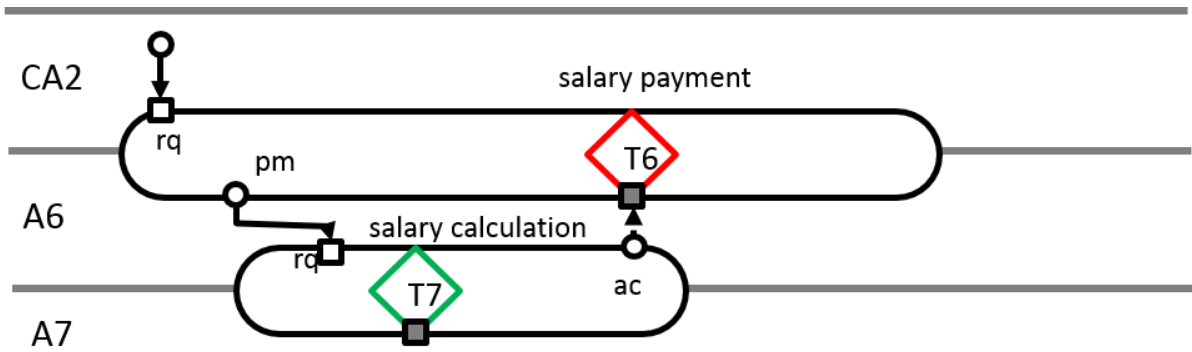 CA2
salary payment
rq
T6
pm
A6
salary calculation
rq
T7
ac
A7